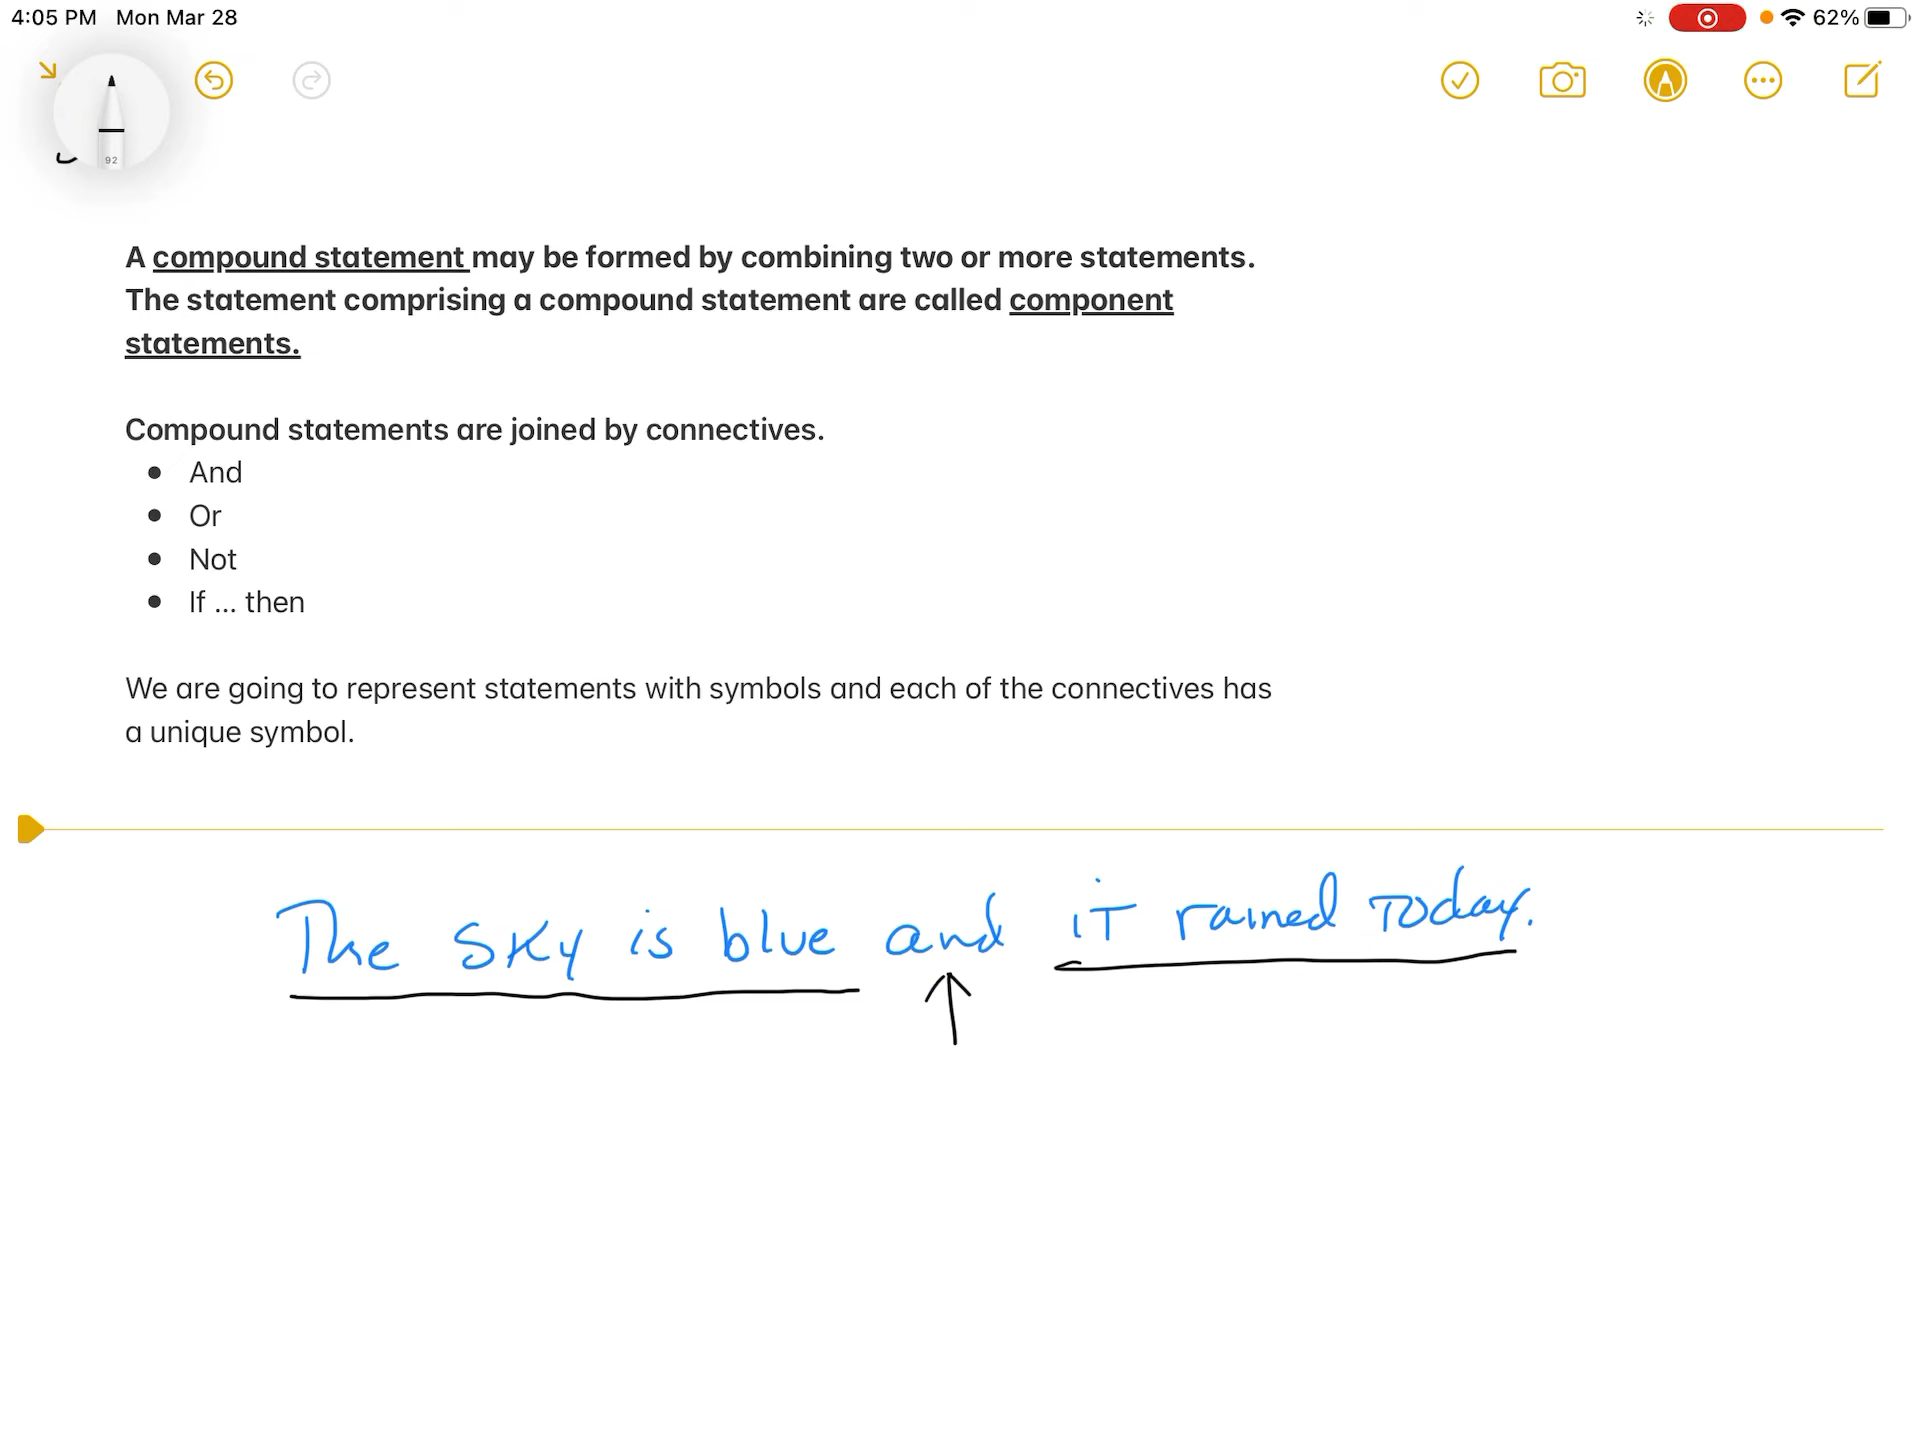 4:05 PM Mon Mar 28 62%
92
A compound statement may be formed by combining two or more statements.
The statement comprising a compound statement are called component
statements.
Compound statements are joined by connectives.
• And
• Or
• Not
• If ... then
We are going to represent statements with symbols and each of the connectives has
a unique symbol.
The sky is blue and it rained today.